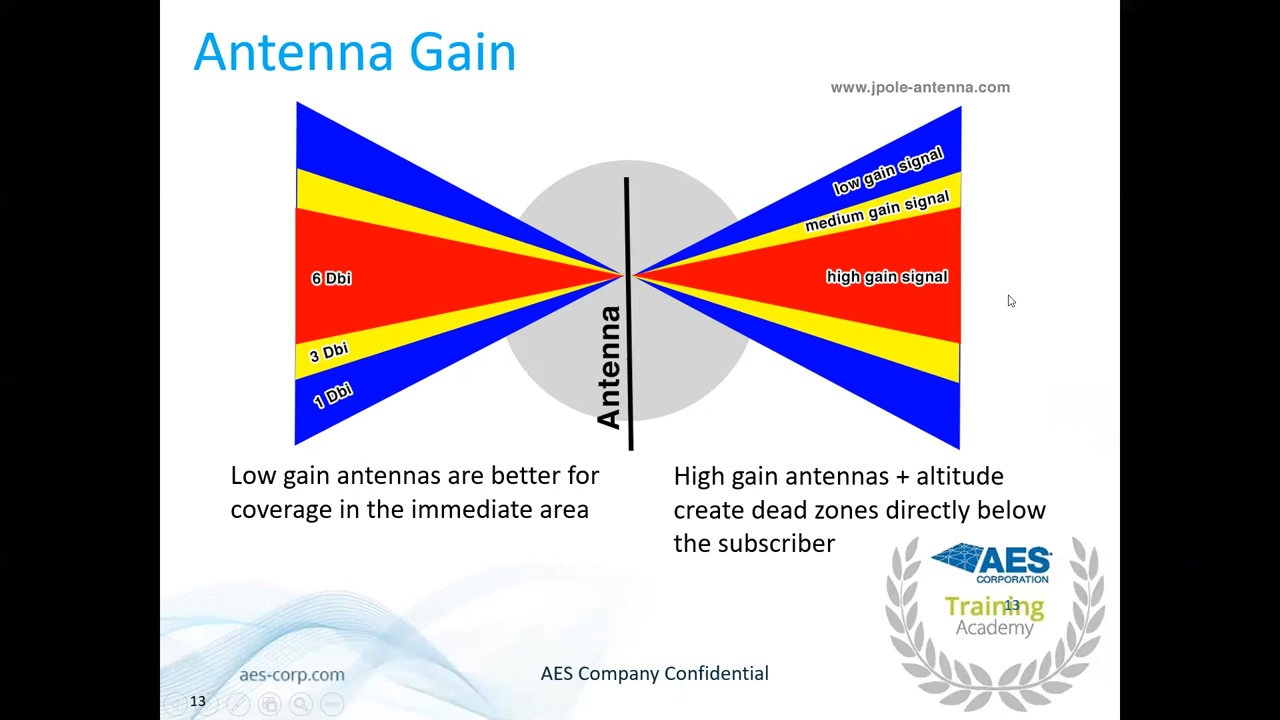 Antenna Gain
www.jpole-antenna.com
low gain signal
medium gain signal
high gain signal
6 Dbi
3 Dbi
1 Dbi
Antenna
Low gain antennas are better for
coverage in the immediate area
High gain antennas + altitude
create dead zones directly below
the subscriber
AES
CORPORATION
Training
13
Academy
aes-corp.com
AES Company Confidential
13